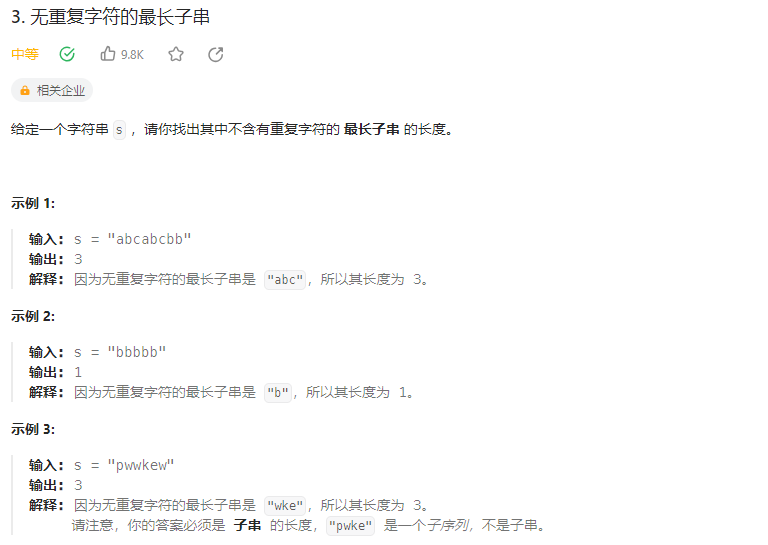 3. 无重复字符的最长子串
中等 9.8K
相关企业
给定一个字符串 s ，请你找出其中不含有重复字符的 最长子串 的长度。
示例 1:
输入: s = "abcabcbb"
输出: 3
解释: 因为无重复字符的最长子串是 "abc"，所以其长度为 3。
示例 2:
输入: s = "bbbbb"
输出: 1
解释: 因为无重复字符的最长子串是 "b"，所以其长度为 1。
示例 3:
输入: s = "pwwkew"
输出: 3
解释: 因为无重复字符的最长子串是 "wke"，所以其长度为 3。
请注意，你的答案必须是 子串 的长度，"pwke" 是一个子序列，不是子串。